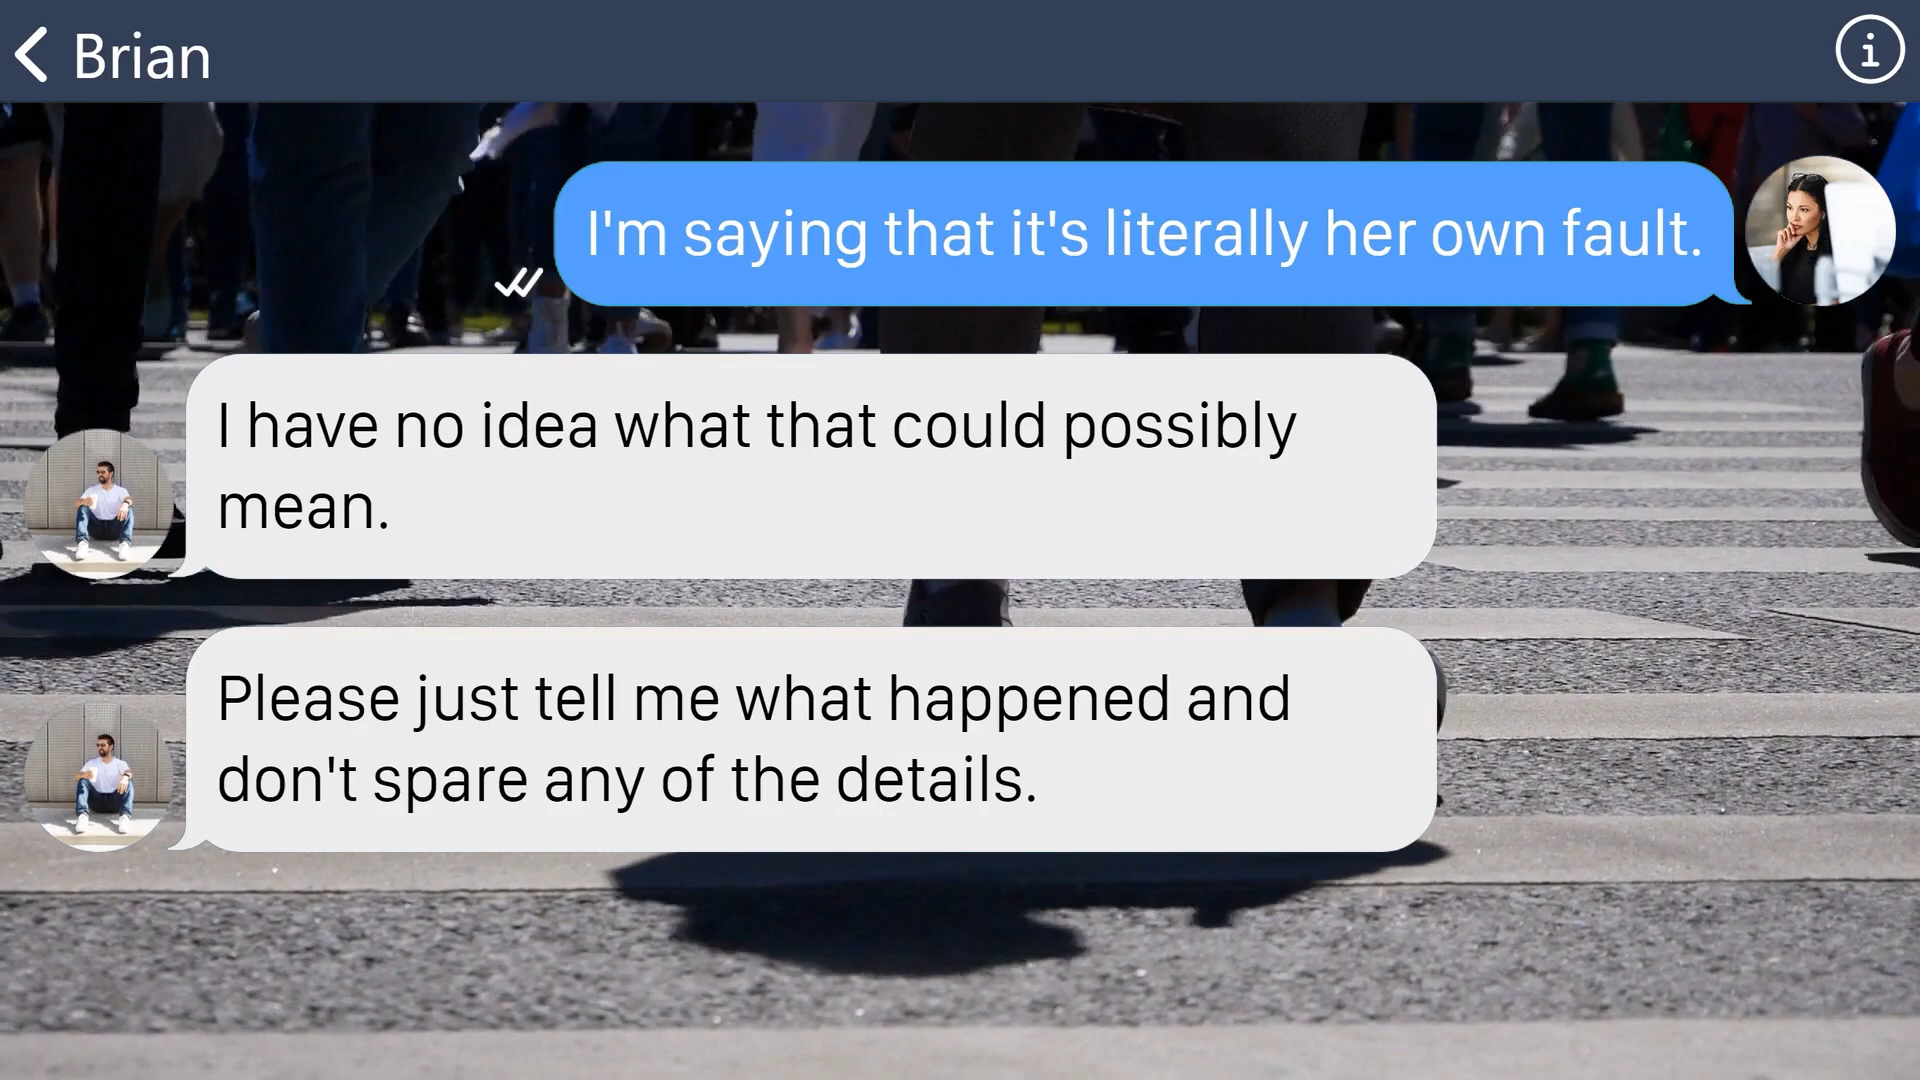 Brian
I'm saying that it's literally her own fault.
I have no idea what that could possibly
mean.
Please just tell me what happened and
don't spare any of the details.